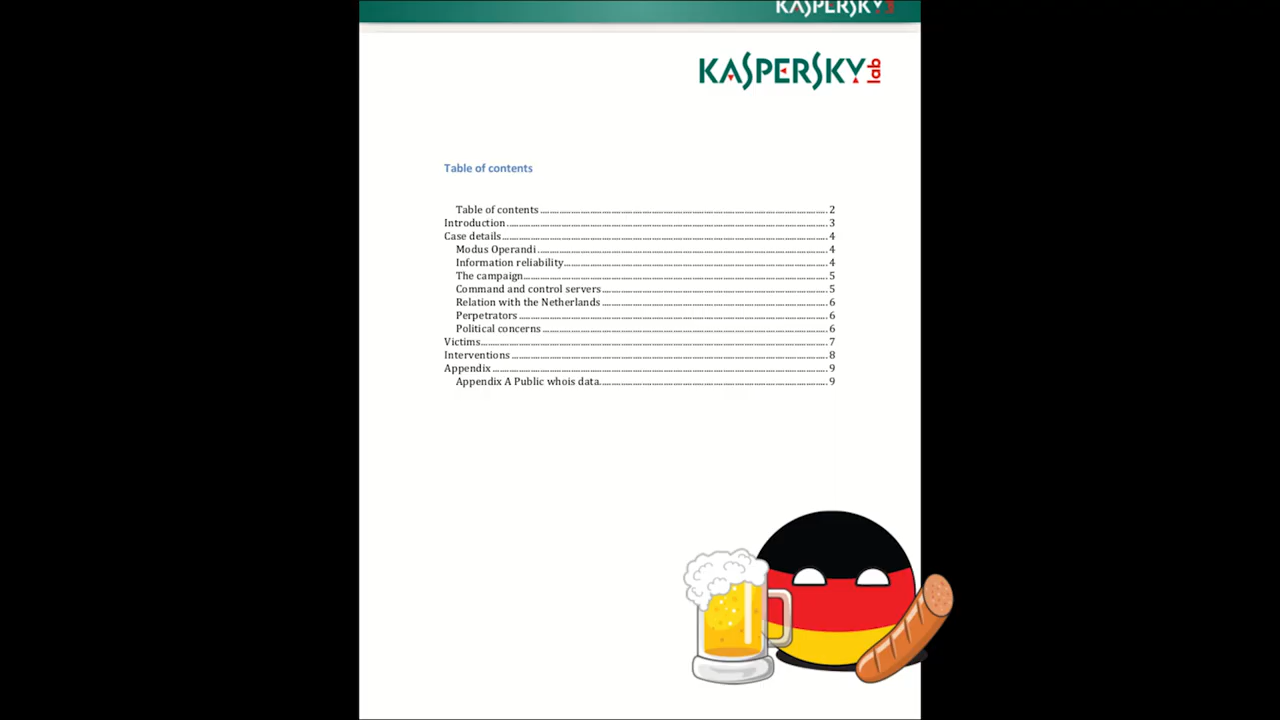 KASPERSKY
KASPERSKY lab
Table of contents
Table of contents 2
Introduction 3
Case details 4
Modus Operandi 4
Information reliability 4
The campaign 5
Command and control servers 5
Relation with the Netherlands 6
Perpetrators 6
Political concerns 6
Victims 7
Interventions 8
Appendix 9
Appendix A Public whois data. 9